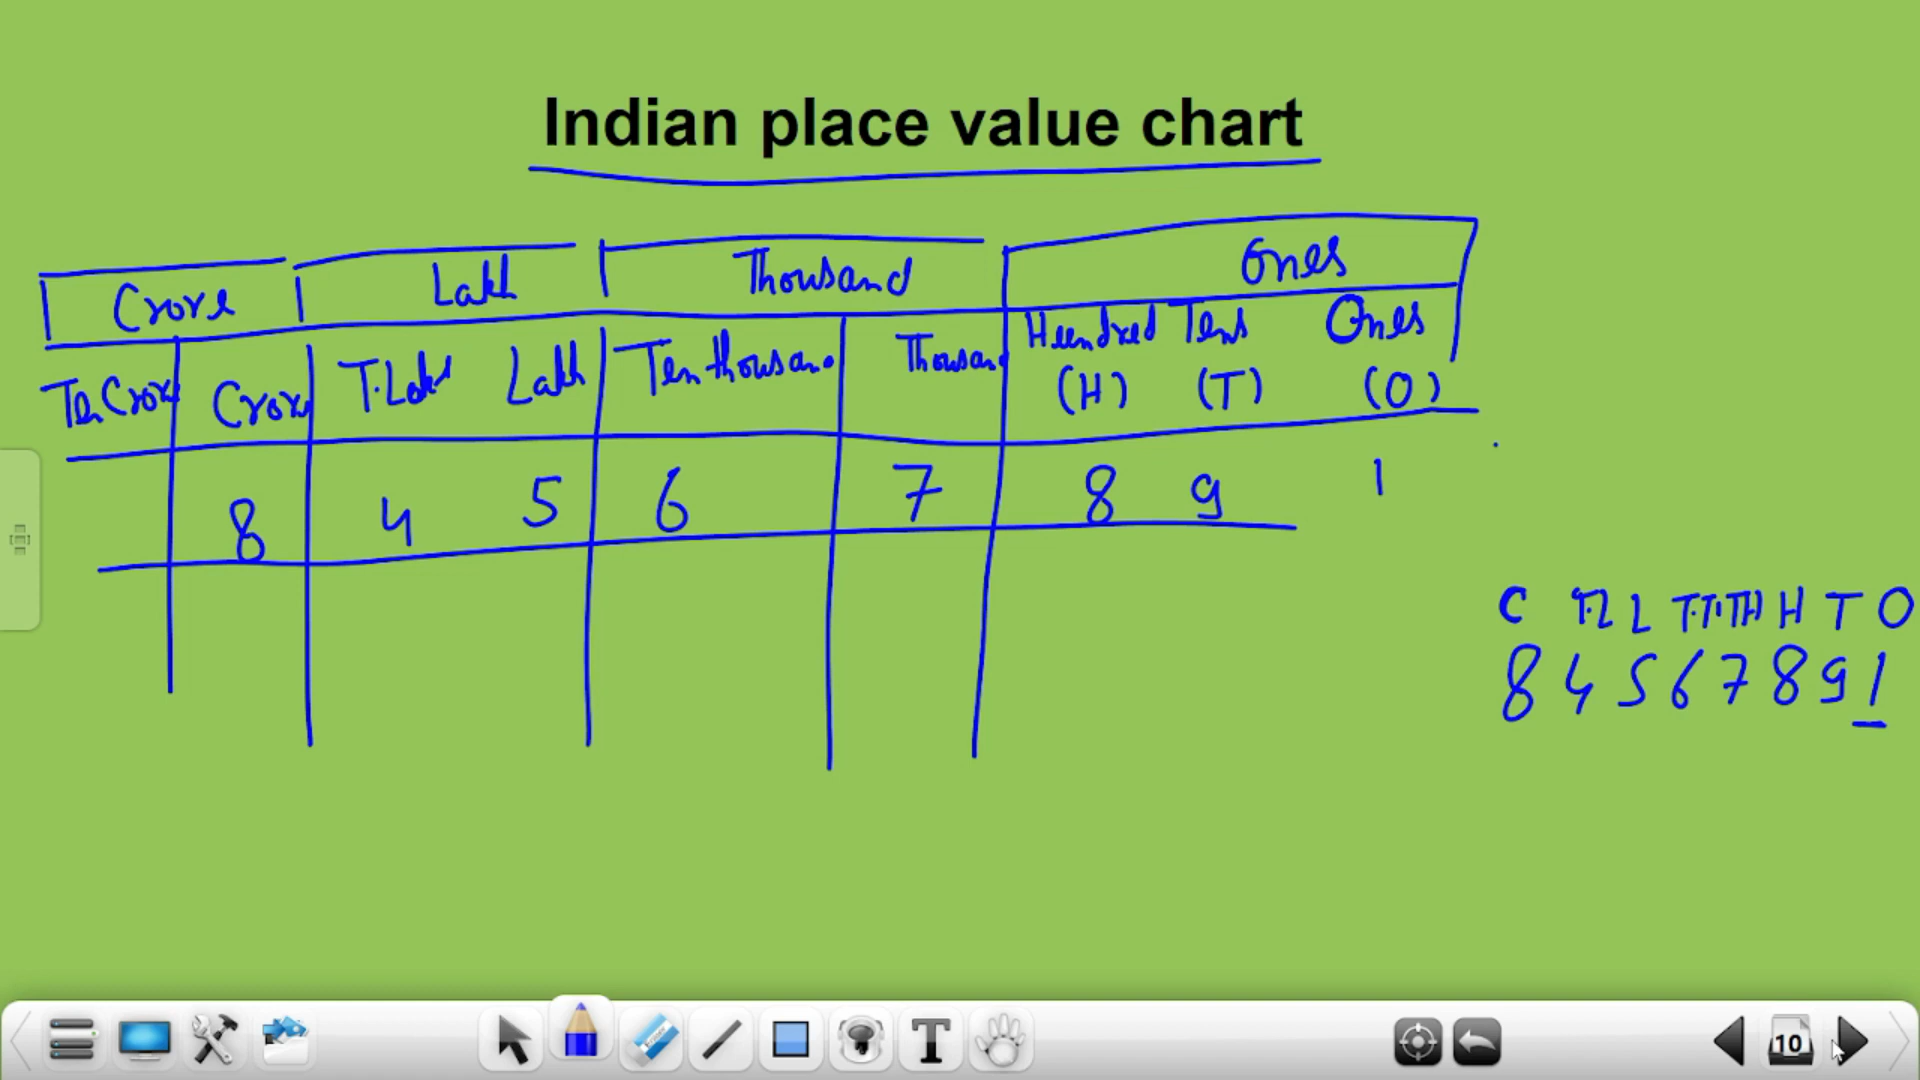 Indian place value chart
Crore Lakh Thousand Ones
Ten Crore Crore T.Lakh Lakh Ten thousand Thousand Heendred Tens Ones
(H) (T) (O)
8 4 5 6 7 8 9 1
C T.L L T.T TH H T O
8 4 5 6 7 8 9 1
T
10